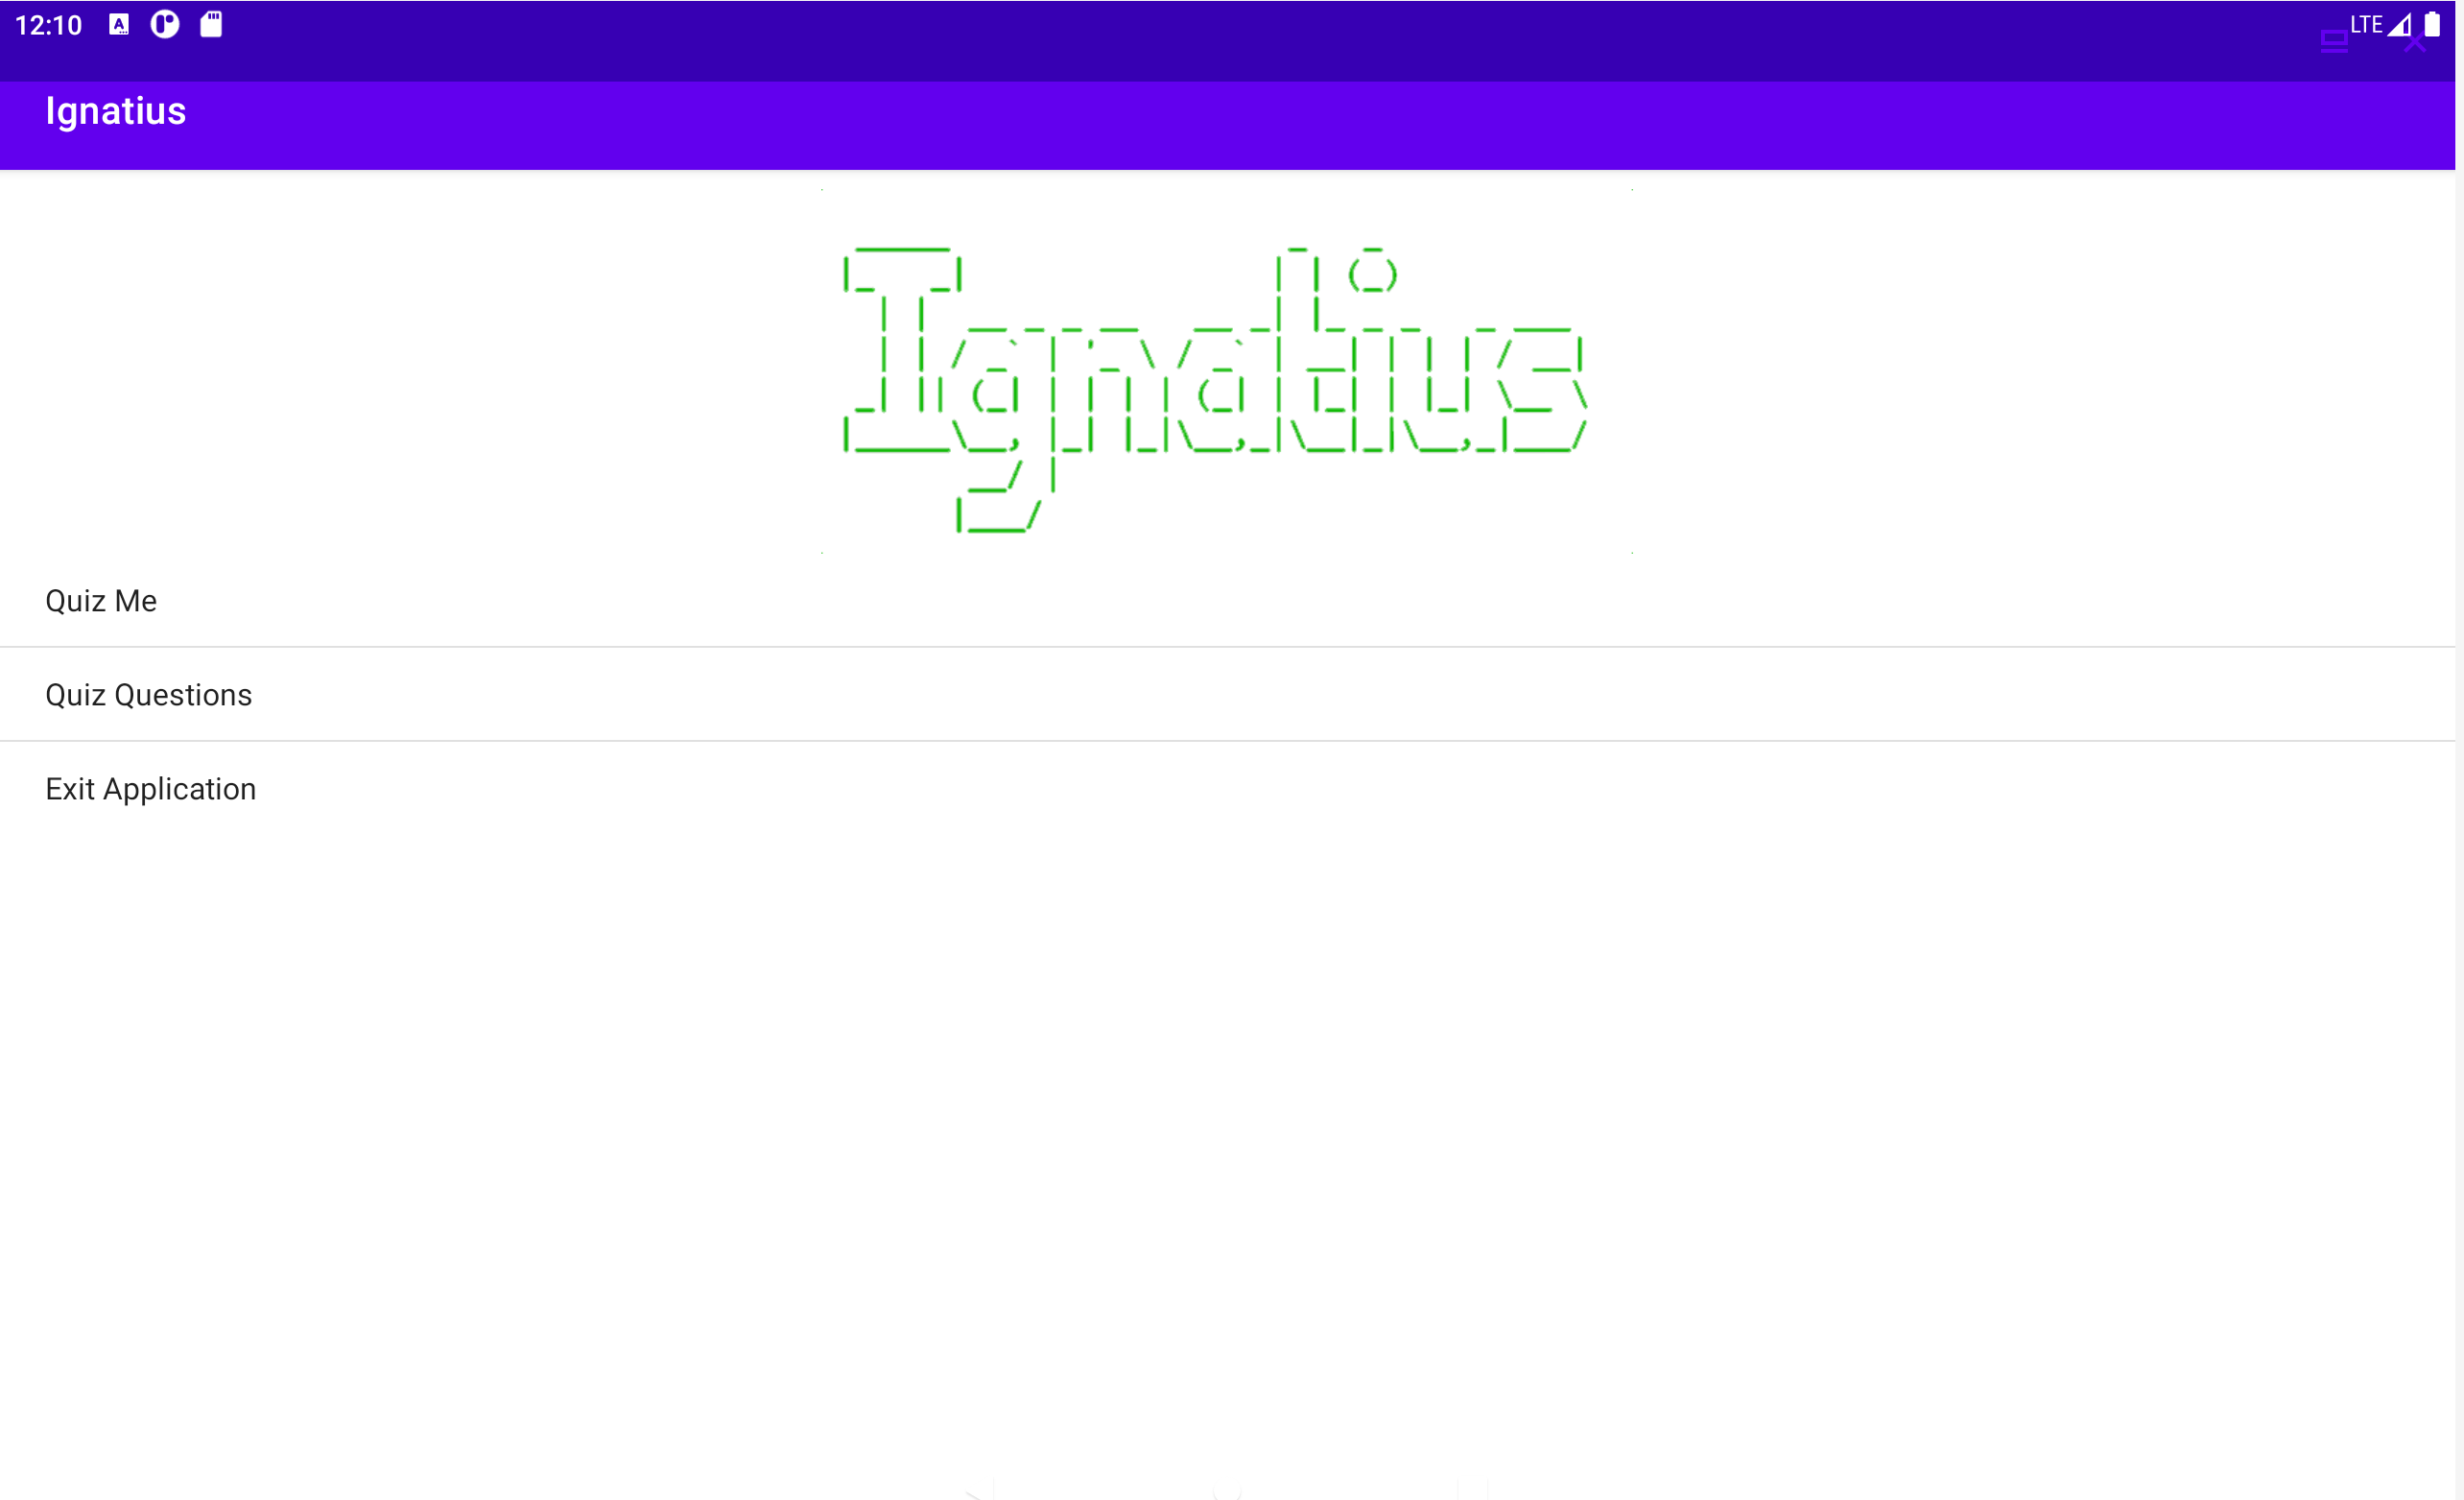 12:10 LTE
Ignatius
Ignatius
Quiz Me
Quiz Questions
Exit Application